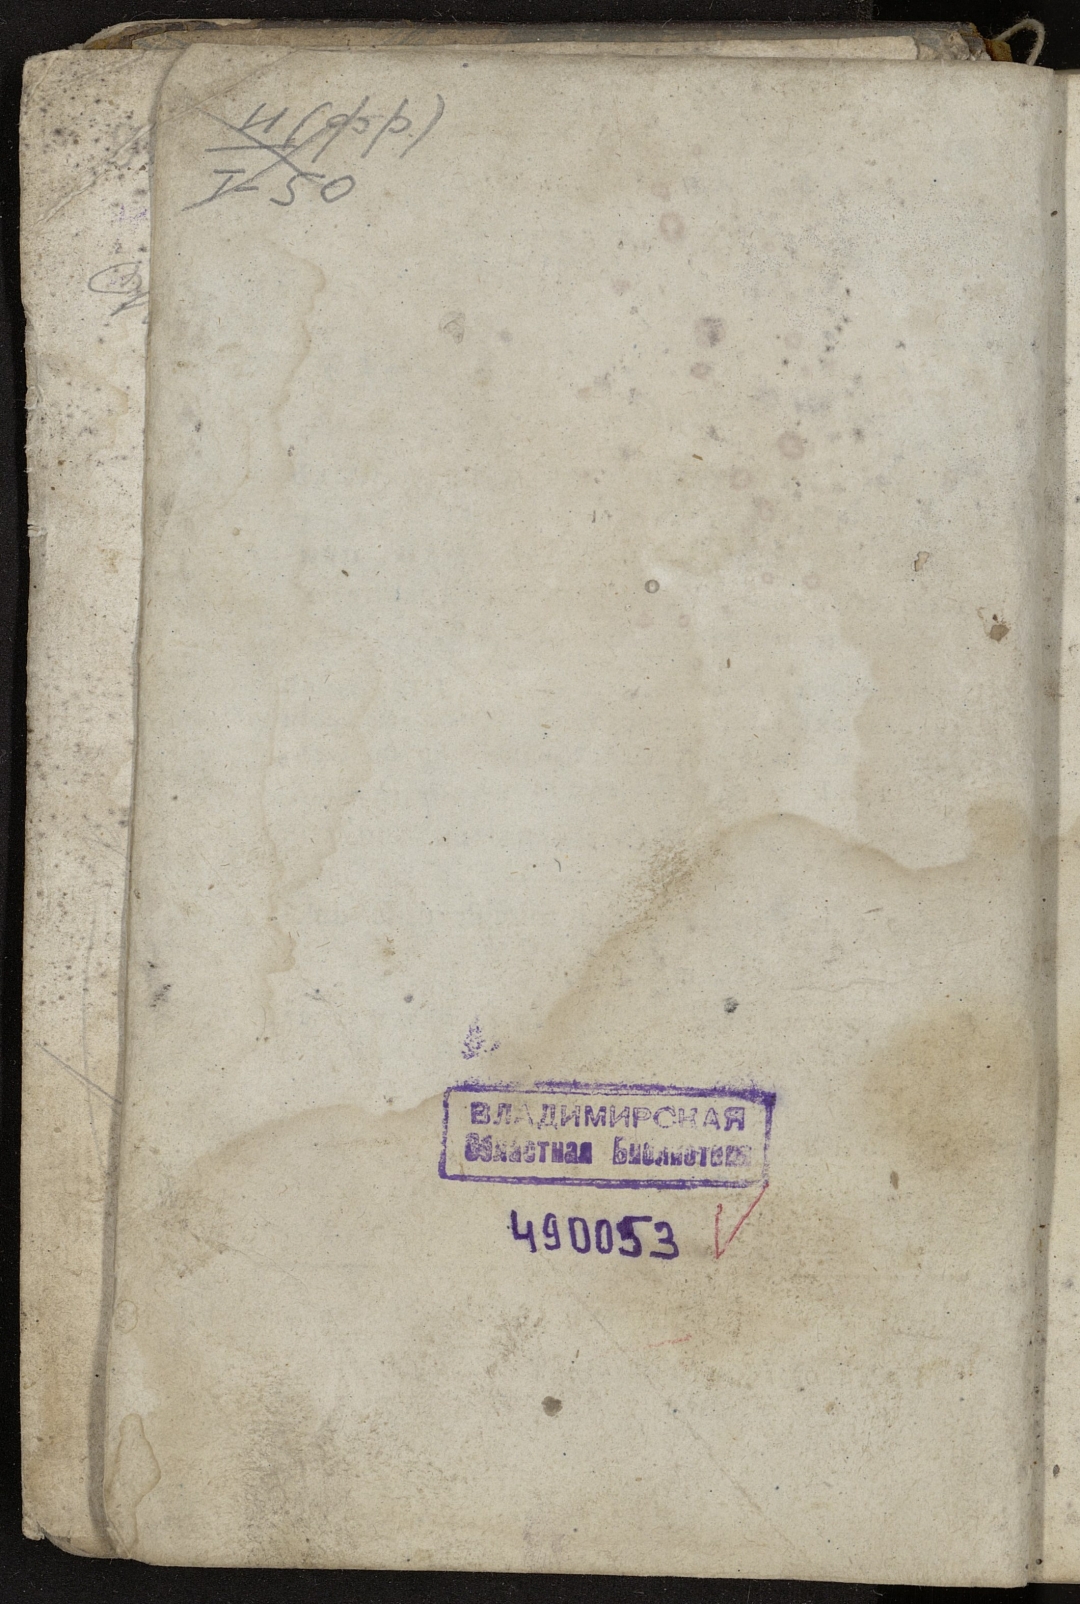 И(фр.)
I-50
ВЛАДИМИРСКАЯ
Областная Библиотека
490053